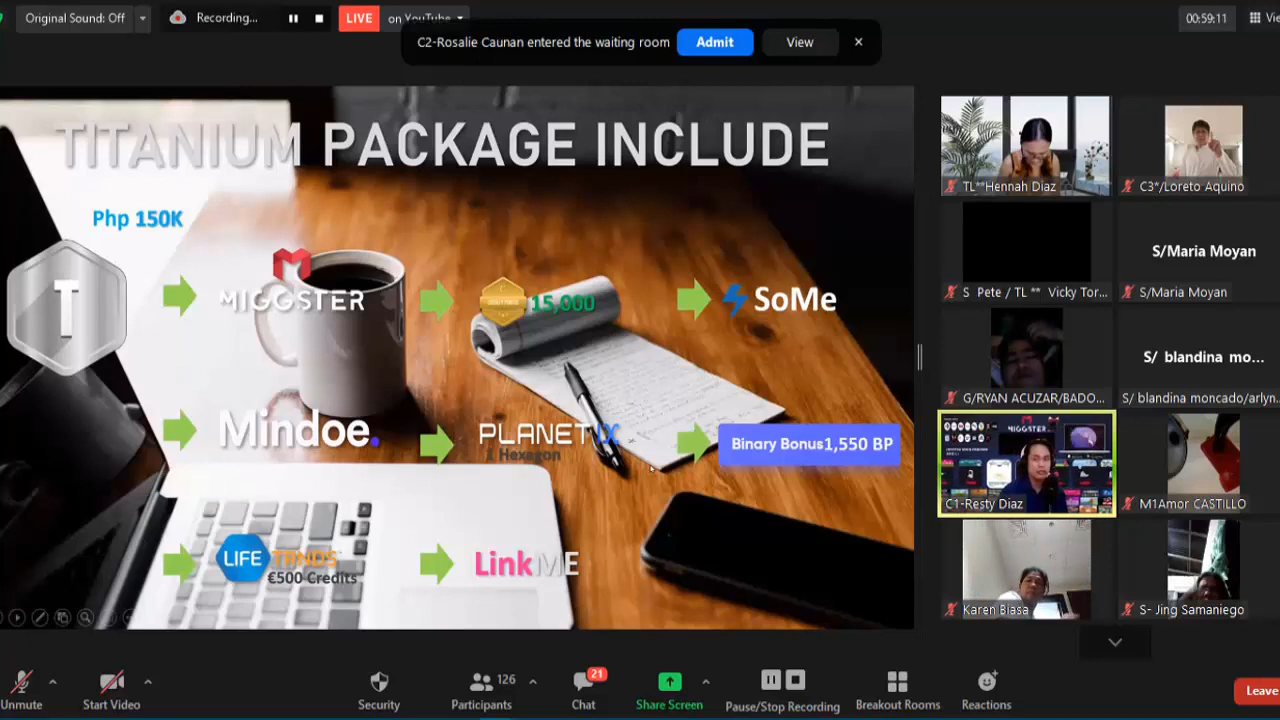 Original Sound: Off
Recording...
LIVE
on YouTube
C2-Rosalie Caunan entered the waiting room
Admit
View
00:59:11
TITANIUM PACKAGE INCLUDE
Php 150K
T
MIGGSTER
15,000
SoMe
Mindoe.
PLANET IX
1 Hexagon
Binary Bonus1,550 BP
LIFE
TRNDS
€500 Credits
LinkME
TL**Hennah Diaz
C3*/Loreto Aquino
S Pete / TL ** Vicky Tor...
S/Maria Moyan
S/Maria Moyan
G/RYAN ACUZAR/BADO...
S/ blandina mo...
S/ blandina moncado/arlyn
MIGGSTER
C1-Resty Diaz
M1Amor CASTILLO
Karen Biasa
S- Jing Samaniego
Unmute
Start Video
Security
126
Participants
21
Chat
Share Screen
Pause/Stop Recording
Breakout Rooms
Reactions
Leave